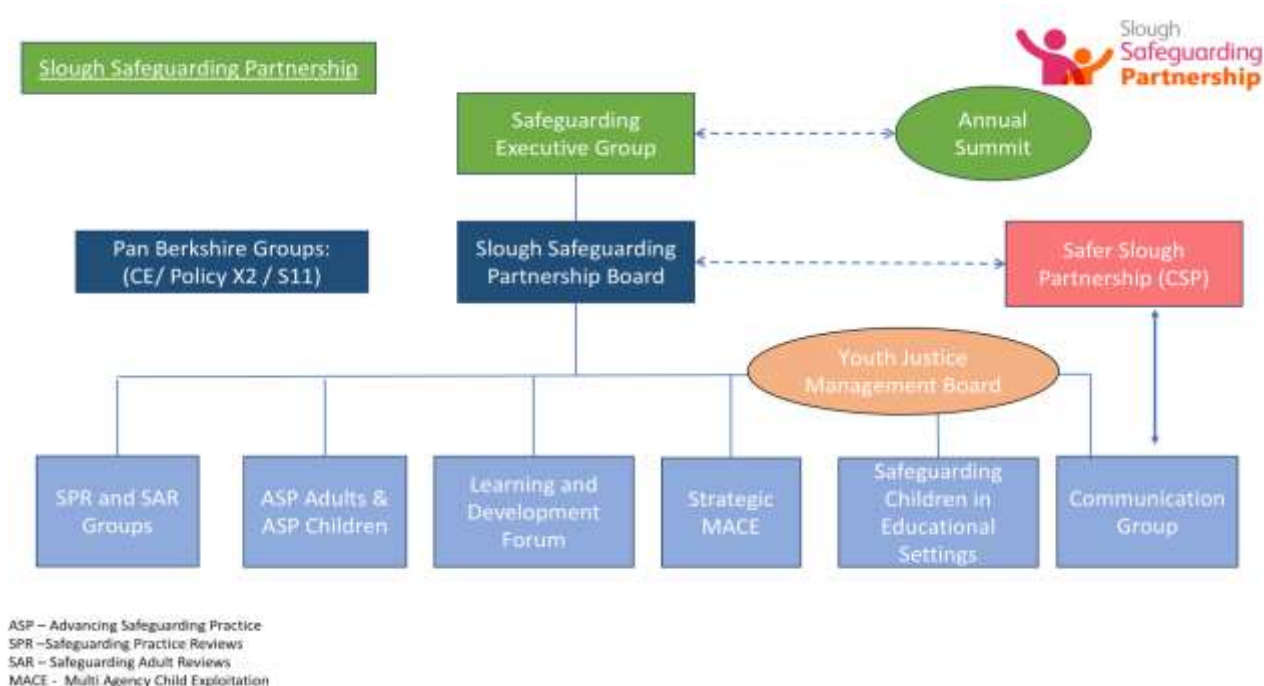 Slough Safeguarding Partnership
Slough
Safeguarding
Partnership
Safeguarding
Executive Group
Annual
Summit
Pan Berkshire Groups:
(CE/ Policy X2 / S11)
Slough Safeguarding
Partnership Board
Safer Slough
Partnership (CSP)
Youth Justice
Management Board
SPR and SAR
Groups
ASP Adults &
ASP Children
Learning and
Development
Forum
Strategic
MACE
Safeguarding
Children in
Educational
Settings
Communication
Group
ASP – Advancing Safeguarding Practice
SPR –Safeguarding Practice Reviews
SAR – Safeguarding Adult Reviews
MACE - Multi Agency Child Exploitation